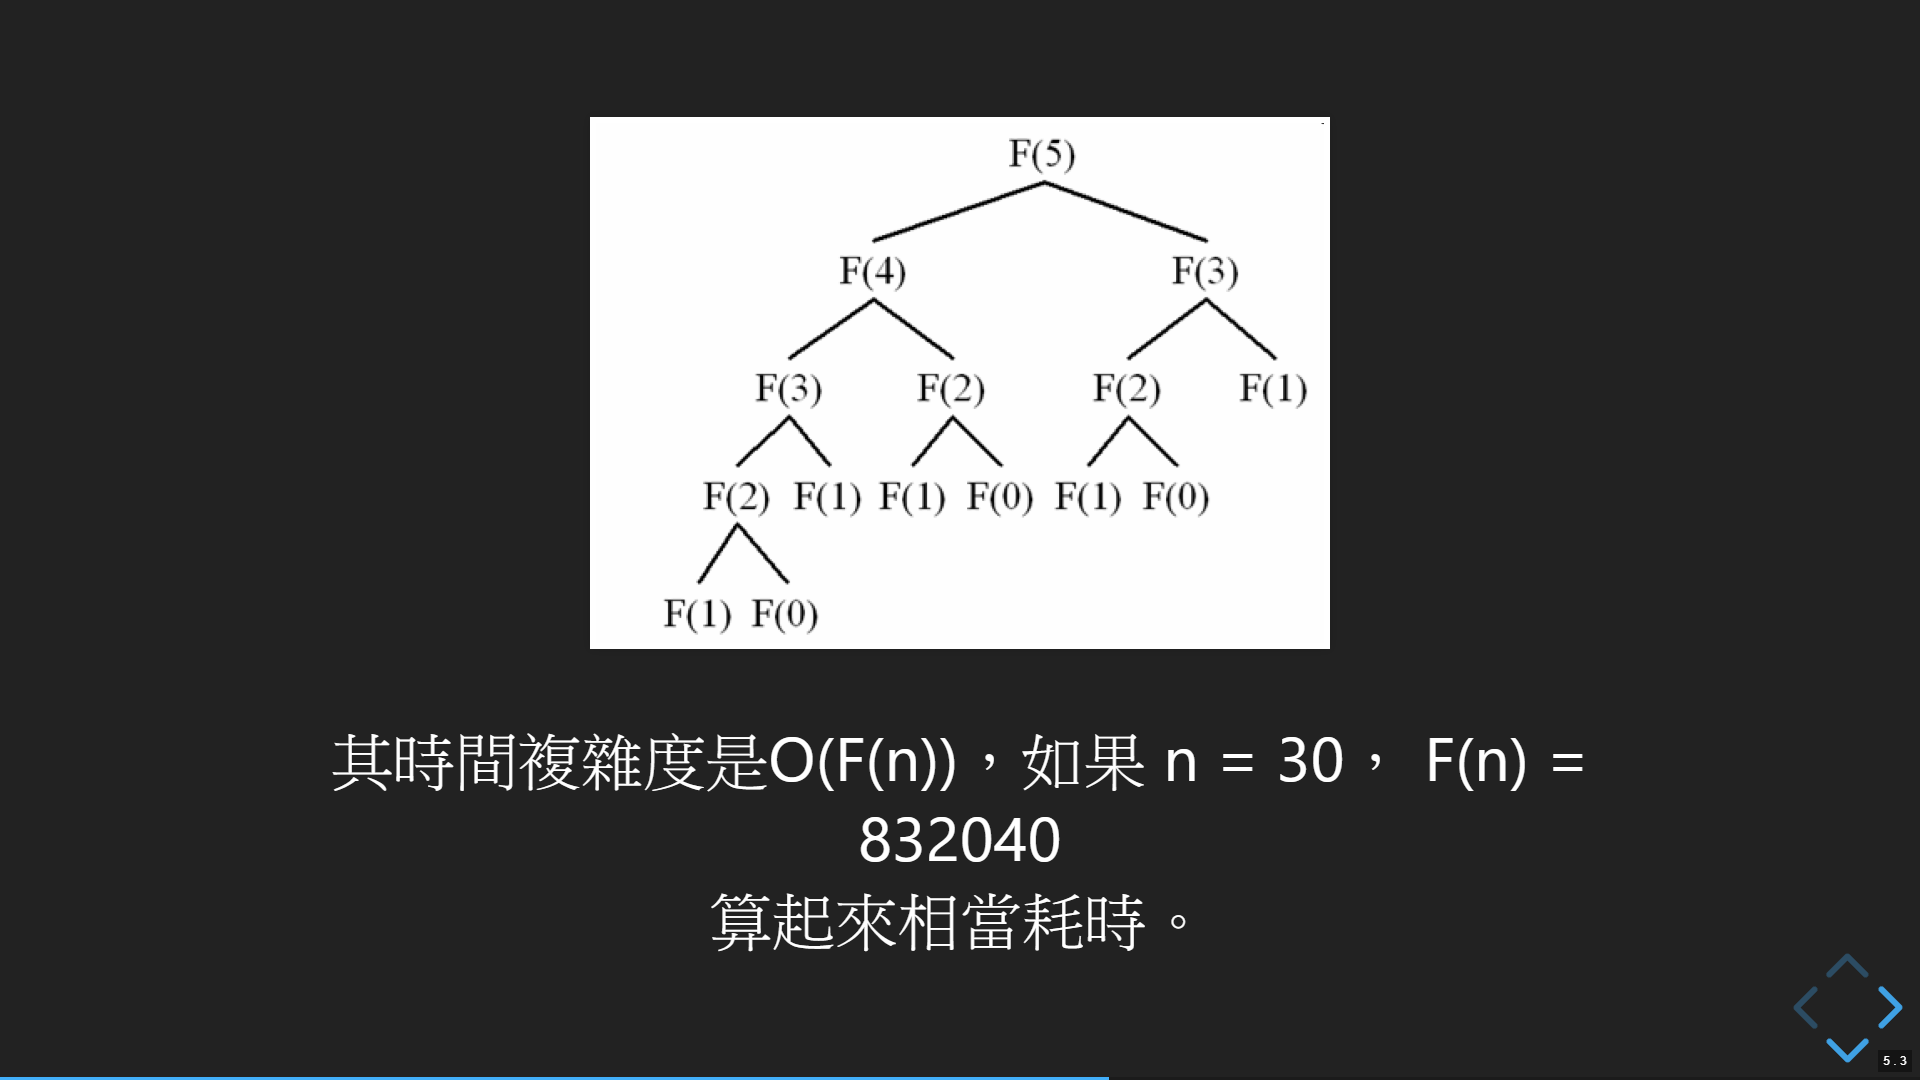 F(5)
F(4) F(3)
F(3) F(2) F(2) F(1)
F(2) F(1) F(1) F(0) F(1) F(0)
F(1) F(0)
其時間複雜度是O(F(n))，如果 n = 30， F(n) =
832040
算起來相當耗時。
5.3